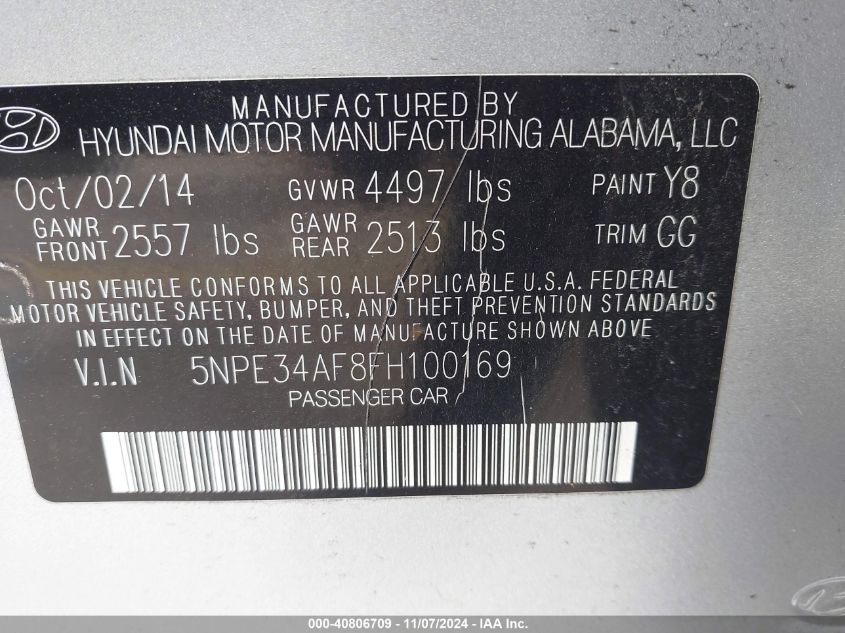 MANUFACTURED BY
HYUNDAI MOTOR MANUFACTURING ALABAMA, LLC
Oct/02/14 GVWR 4497 lbs PAINT Y8
GAWR FRONT 2557 lbs GAWR REAR 2513 lbs TRIM GG
THIS VEHICLE CONFORMS TO ALL APPLICABLE U.S.A. FEDERAL
MOTOR VEHICLE SAFETY, BUMPER, AND THEFT PREVENTION STANDARDS
IN EFFECT ON THE DATE OF MANUFACTURE SHOWN ABOVE
V.I.N 5NPE34AF8FH100169
PASSENGER CAR
000-40806709 - 11/07/2024 - IAA Inc.